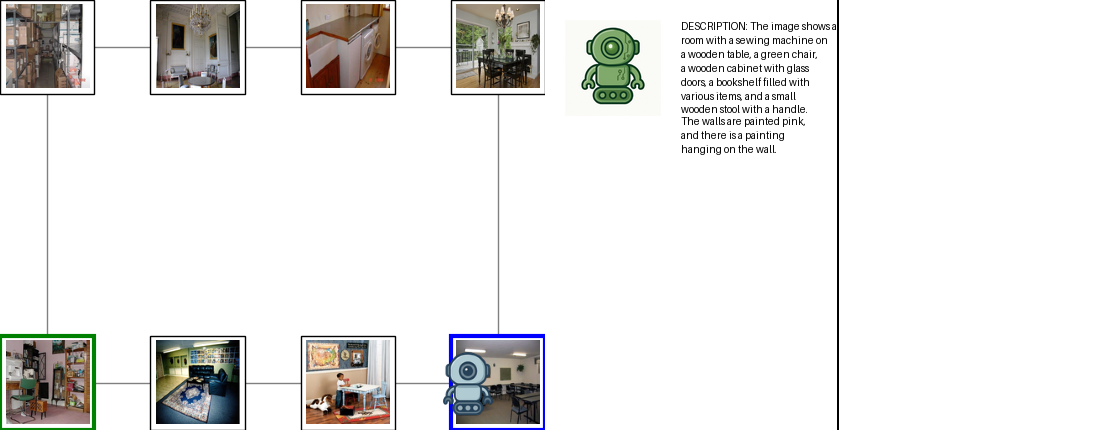 DESCRIPTION: The image shows a
room with a sewing machine on
a wooden table, a green chair,
a wooden cabinet with glass
doors, a bookshelf filled with
various items, and a small
wooden stool with a handle.
The walls are painted pink,
and there is a painting
hanging on the wall.